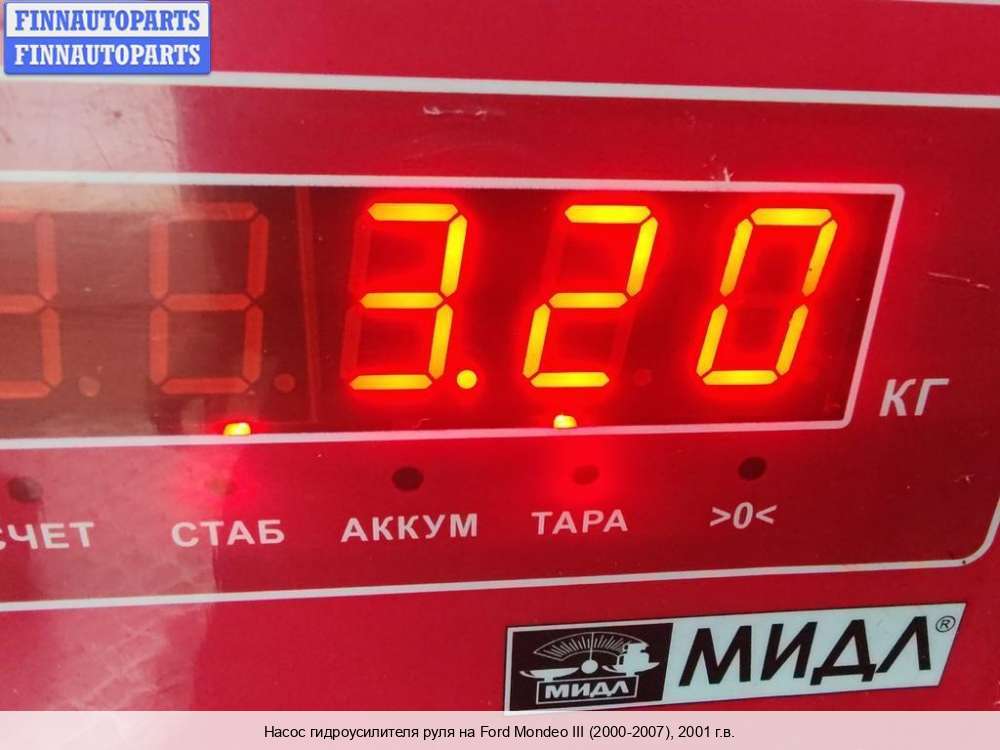 FINNAUTOPARTS
FINNAUTOPARTS
3.20
КГ
СТАБ АККУМ ТАРА >0<
МИДЛ МИДЛ®
Насос гидроусилителя руля на Ford Mondeo III (2000-2007), 2001 г.в.